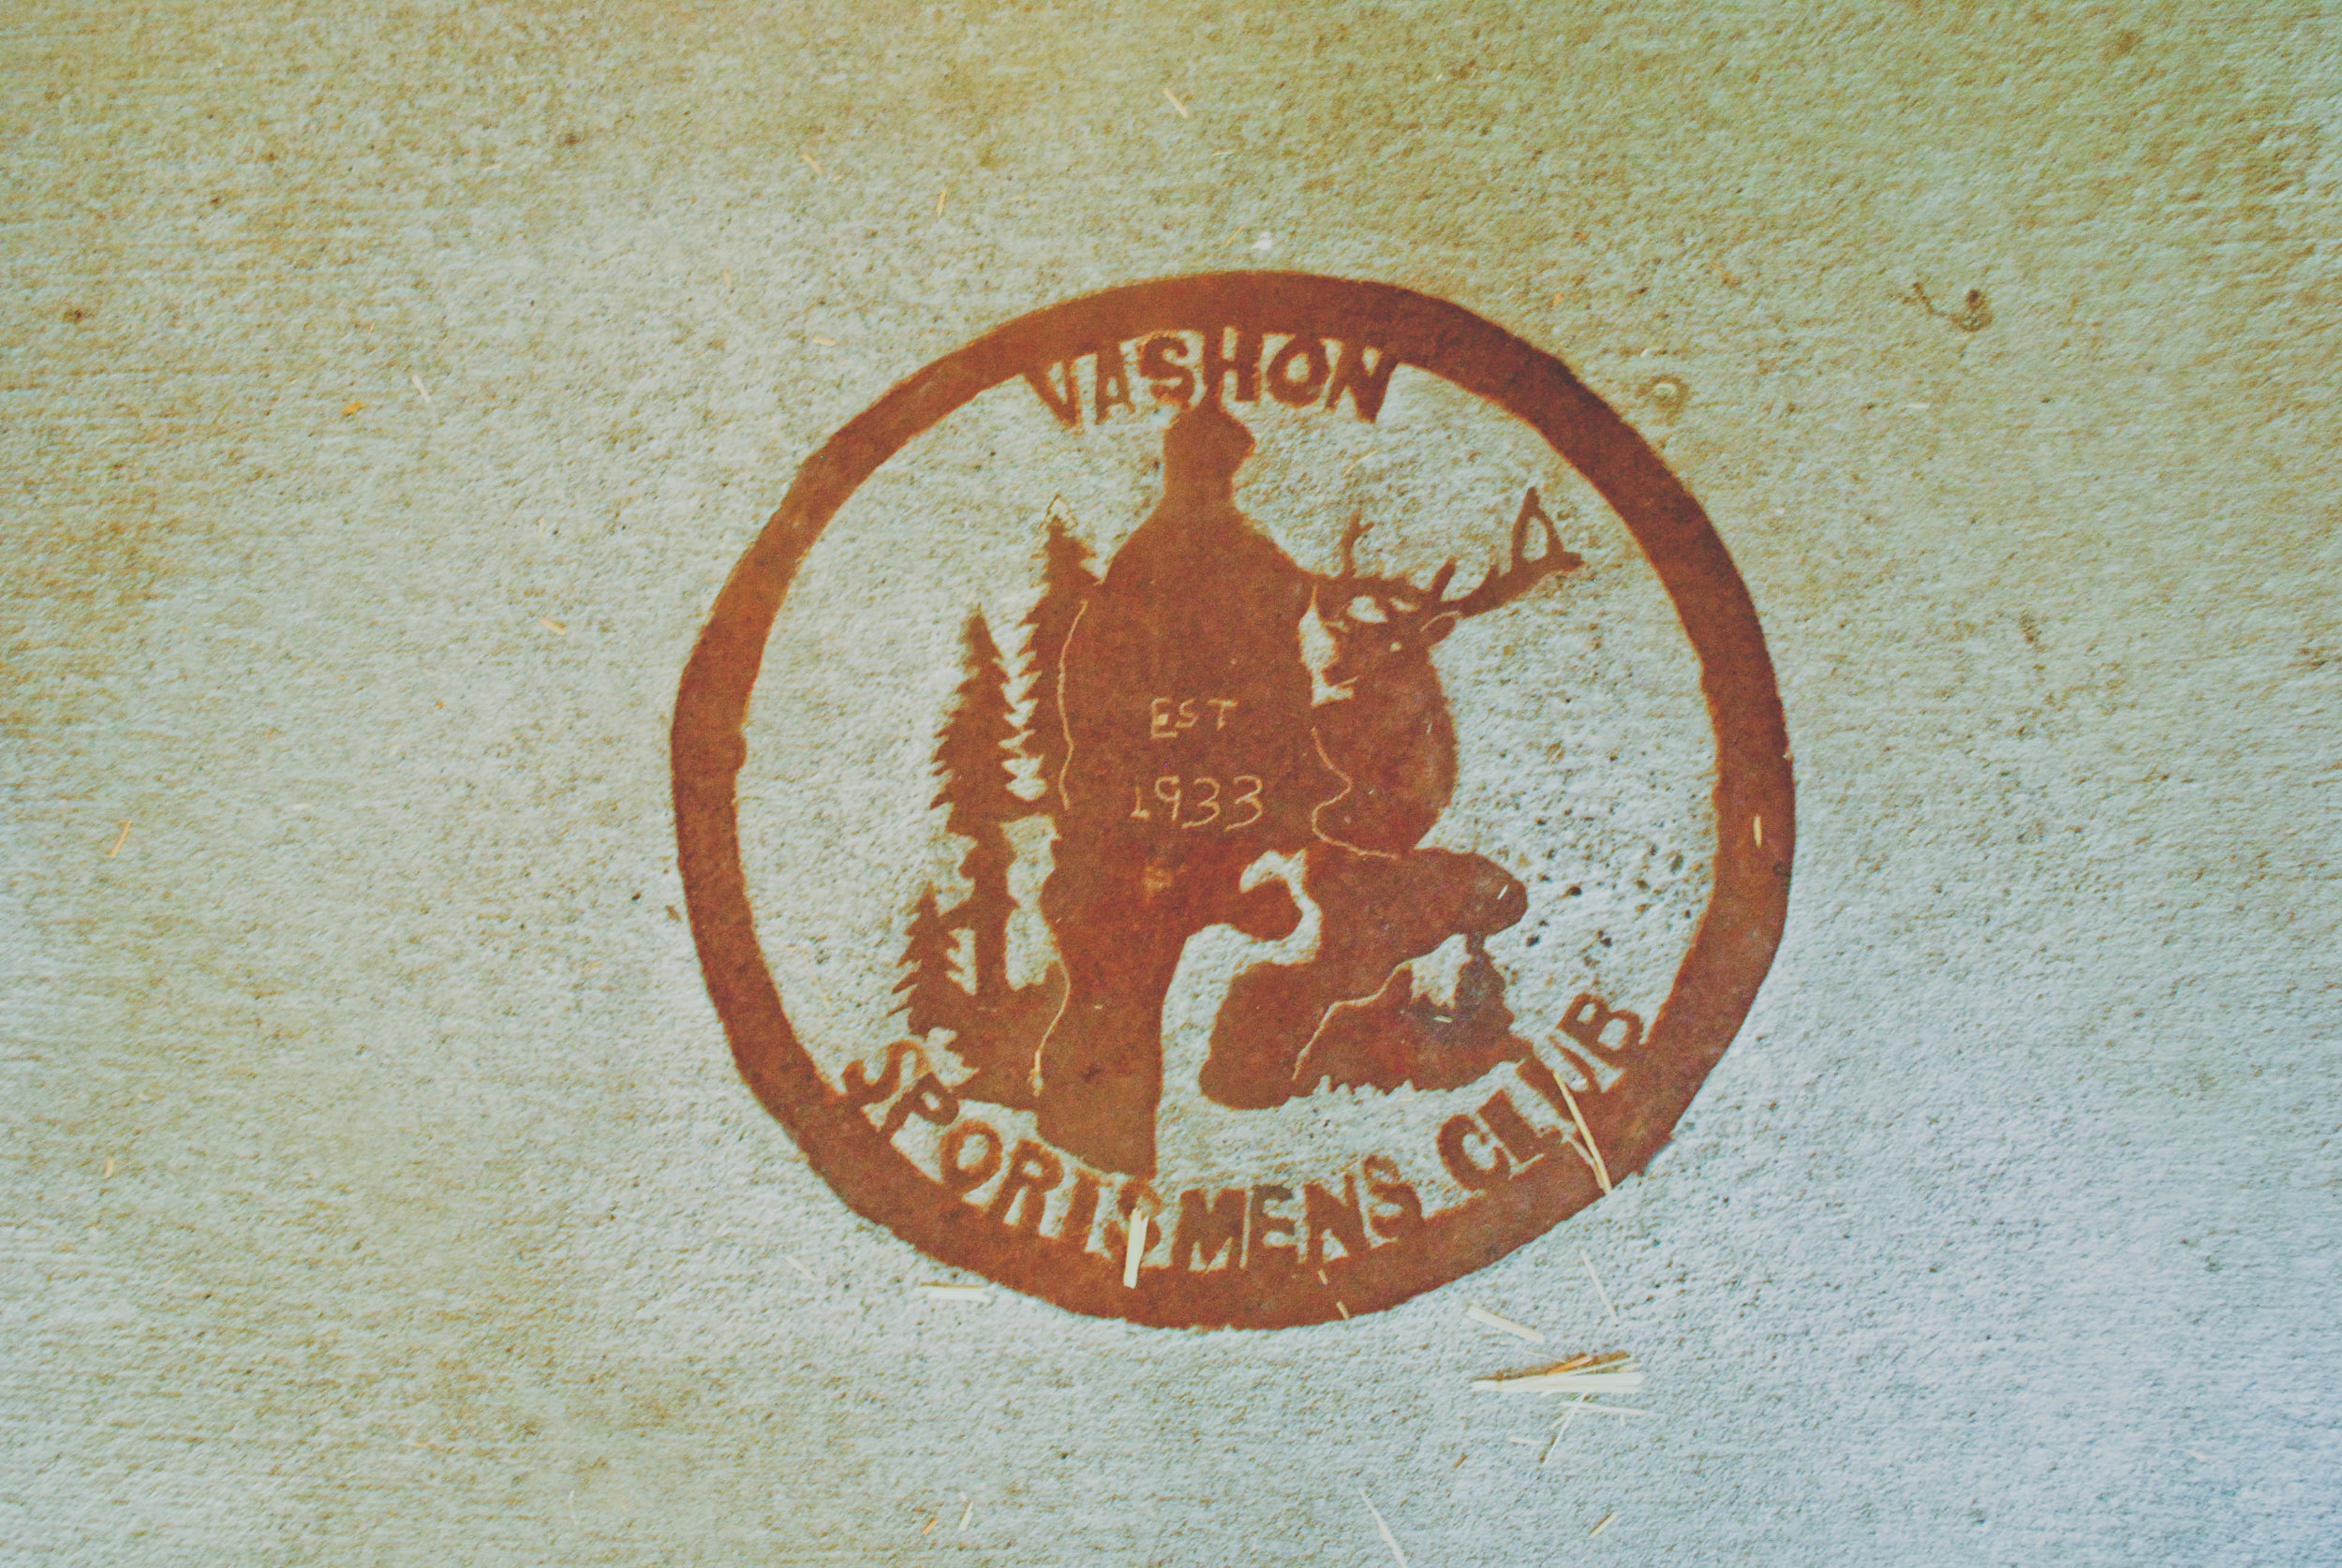 VASHON
EST
1933
SPORTSMENS CLUB